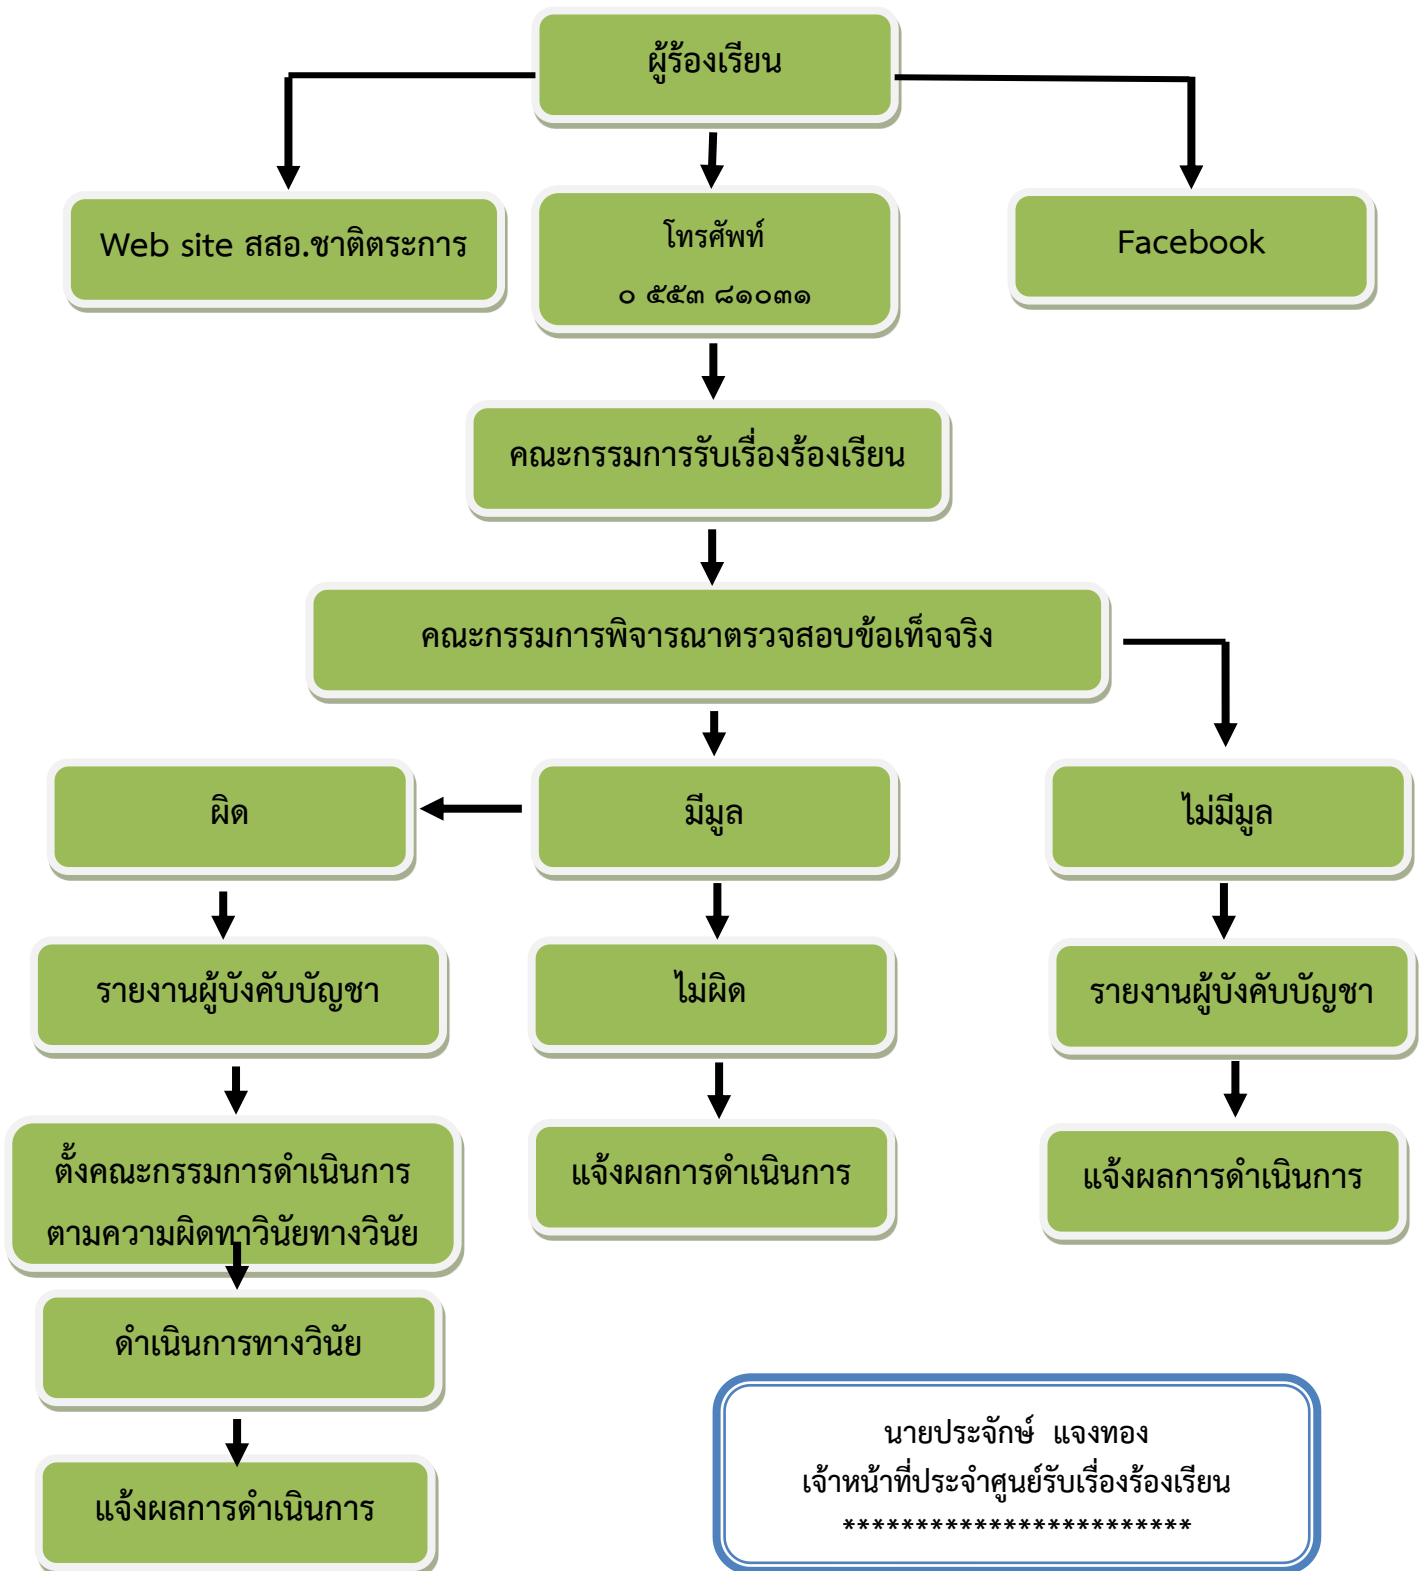 ผู้ร้องเรียน
Web site สสอ.ชาติตระการ
โทรศัพท์
๐ ๕๕๓ ๘๑๐๓๑
Facebook
คณะกรรมการรับเรื่องร้องเรียน
คณะกรรมการพิจารณาตรวจสอบข้อเท็จจริง
ผิด
มีมูล
ไม่มีมูล
รายงานผู้บังคับบัญชา
ไม่ผิด
รายงานผู้บังคับบัญชา
ตั้งคณะกรรมการดำเนินการ
ตามความผิดทาวินัยทางวินัย
แจ้งผลการดำเนินการ
แจ้งผลการดำเนินการ
ดำเนินการทางวินัย
แจ้งผลการดำเนินการ
นายประจักษ์ แจงทอง
เจ้าหน้าที่ประจำศูนย์รับเรื่องร้องเรียน
************************